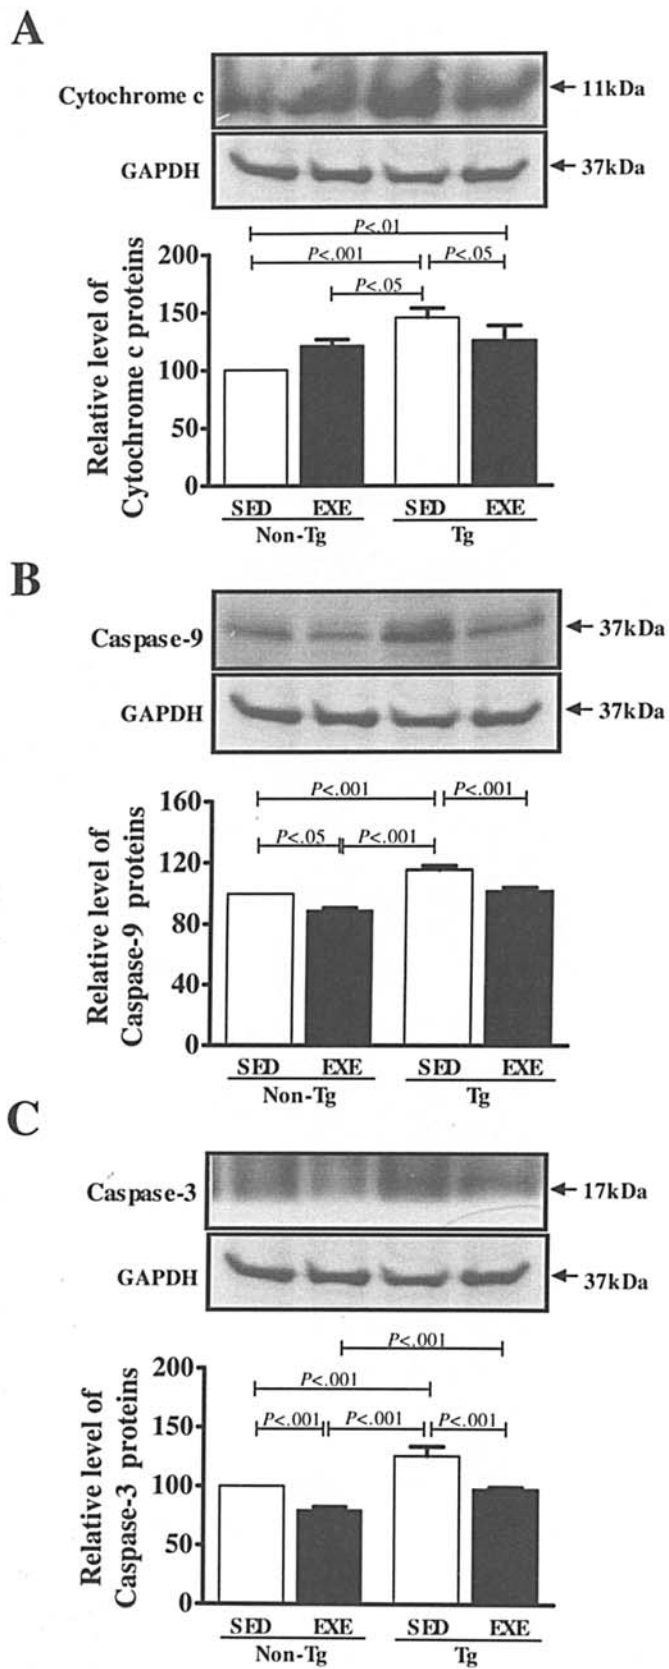 A
Cytochrome c
11kDa
GAPDH
37kDa
P<.01
P<.001
P<.05
P<.05
Relative level of
Cytochrome c proteins
200
150
100
50
0
SED EXE SED EXE
Non-Tg Tg
B
Caspase-9
37kDa
GAPDH
37kDa
P<.001
P<.001
P<.05
P<.001
Relative level of
Caspase-9 proteins
160
120
80
40
0
SED EXE SED EXE
Non-Tg Tg
C
Caspase-3
17kDa
GAPDH
37kDa
P<.001
P<.001
P<.001
P<.001
P<.001
Relative level of
Caspase-3 proteins
200
150
100
50
0
SED EXE SED EXE
Non-Tg Tg